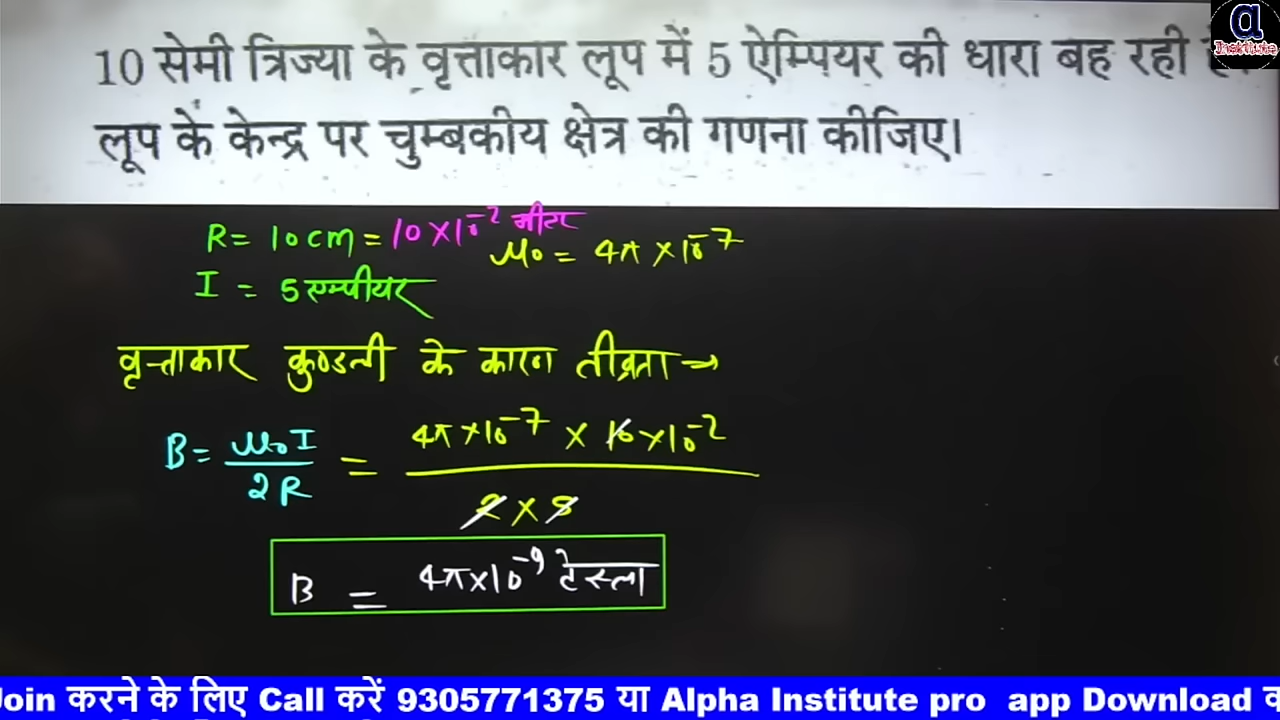 α
Institute
10 सेमी त्रिज्या के वृत्ताकार लूप में 5 ऐम्पियर की धारा बह रही
लूप के केन्द्र पर चुम्बकीय क्षेत्र की गणना कीजिए।
R = 10cm = 10 × 10⁻² मीटर
μ₀ = 4π × 10⁻⁷
I = 5 एम्पीयर
वृत्ताकार कुण्डली के कारण तीव्रता →
B = μ₀I / 2R = 4π × 10⁻⁷ × 10 × 10⁻² / 2 × 5
B = 4π × 10⁻⁹ टेस्ला
Join करने के लिए Call करें 9305771375 या Alpha Institute pro app Download